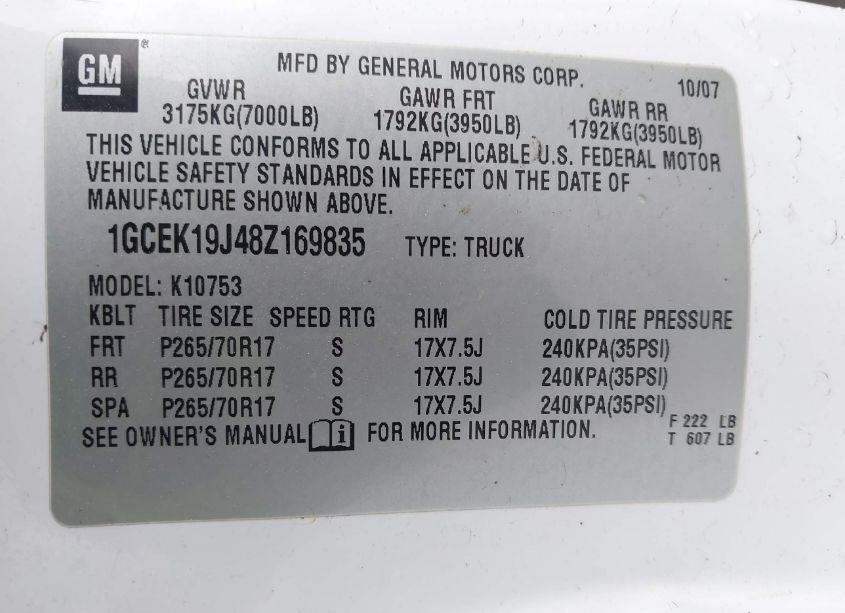 GM®
MFD BY GENERAL MOTORS CORP. 10/07
GVWR GAWR FRT GAWR RR
3175KG(7000LB) 1792KG(3950LB) 1792KG(3950LB)
THIS VEHICLE CONFORMS TO ALL APPLICABLE U.S. FEDERAL MOTOR
VEHICLE SAFETY STANDARDS IN EFFECT ON THE DATE OF
MANUFACTURE SHOWN ABOVE.
1GCEK19J48Z169835 TYPE: TRUCK
MODEL: K10753
KBLT TIRE SIZE SPEED RTG RIM COLD TIRE PRESSURE
FRT P265/70R17 S 17X7.5J 240KPA(35PSI)
RR P265/70R17 S 17X7.5J 240KPA(35PSI)
SPA P265/70R17 S 17X7.5J 240KPA(35PSI)
SEE OWNER'S MANUAL i FOR MORE INFORMATION.
F 222 LB
T 607 LB